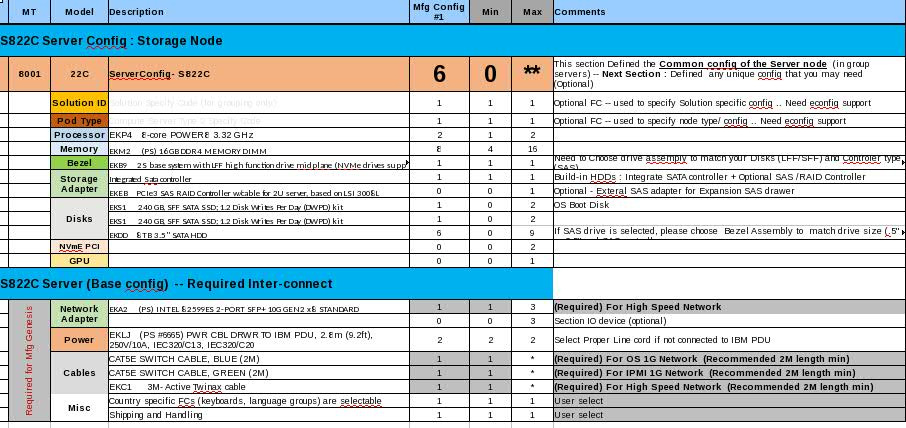 MT Model Description Mfg Config #1 Min Max Comments
S822C Server Config : Storage Node
8001 22C ServerConfig- S822C 6 0 ** This section Defined the Common config of the Server node (in group
servers) -- Next Section : Defined any unique config that you may need
(Optional)
Solution ID Solution Specify Code (for grouping only) 1 1 1 Optional FC -- used to specify Solution specific config .. Need econfig support
Pod Type Compute Server Type 2 Specify Code 1 1 1 Optional FC -- used to specify node type/ config .. Need econfig support
Processor EKP4 8-core POWER8 3.32 GHz 2 1 2
Memory EKM2 (PS) 16GB DDR4 MEMORY DIMM 8 4 16
Bezel EKB9 2S base system with LFF high function drive mid plane (NVMe drives supp 1 1 1 Need to Choose drive assembly to match your Disks (LFF/SFF) and Controler type
(SAS)
Storage Adapter Integrated Sata controller 1 1 1 Build-in HDDs : Integrate SATA controller + Optional SAS /RAID Controller
EKEB PCIe3 SAS RAID Controller w/cable for 2U server, based on LSI 3008L 0 0 1 Optional - Exteral SAS adapter for Expansion SAS drawer
Disks EKS1 240 GB, SFF SATA SSD; 1.2 Disk Writes Per Day (DWPD) kit 1 0 2 OS Boot Disk
EKS1 240 GB, SFF SATA SSD; 1.2 Disk Writes Per Day (DWPD) kit 1 0 2
EKDD 8TB 3.5" SATA HDD 6 0 9 If SAS drive is selected, please choose Bezel Assembly to match drive size (.5"
NVmE PCI 0 0 2
GPU 0 0 1
S822C Server (Base config) -- Required Inter-connect
Required for Mfg Genesis
Network Adapter EKA2 (PS) INTEL 82599ES 2-PORT SFP+ 10G GEN2 x8 STANDARD 1 1 3 (Required) For High Speed Network
0 0 3 Section IO device (optional)
Power EKLJ (PS #6665) PWR CBL DRWR TO IBM PDU, 2.8m (9.2ft),
250V/10A, IEC320/C13, IEC320/C20 2 2 2 Select Proper Line cord if not connected to IBM PDU
Cables CAT5E SWITCH CABLE, BLUE (2M) 1 1 * (Required) For OS 1G Network (Recommended 2M length min)
CAT5E SWITCH CABLE, GREEN (2M) 1 1 * (Required) For IPMI 1G Network (Recommended 2M length min)
EKC1 3M- Active Twinax cable 1 1 * (Required) For High Speed Network (Recommended 2M length min)
Misc Country specific FCs (keyboards, language groups) are selectable 1 1 1 User select
Shipping and Handling 1 1 1 User select